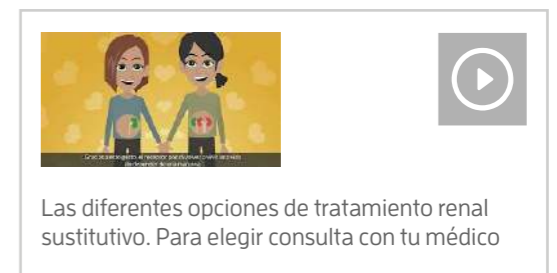 Las diferentes opciones de tratamiento renal
sustitutivo. Para elegir consulta con tu médico